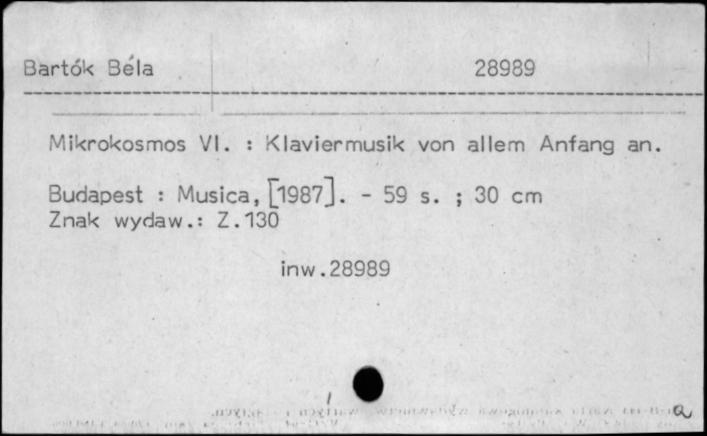 Bartók Béla 28989
Mikrokosmos VI. : Klaviermusik von allem Anfang an.
Budapest : Musica, [1987]. - 59 s. ; 30 cm
Znak wydaw.: Z.130
inw.28989
a